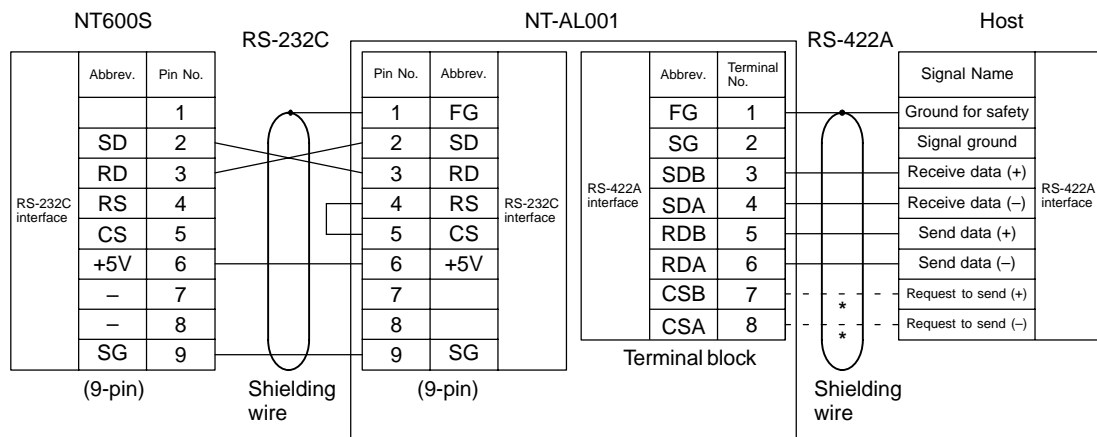 NT600S NT-AL001 Host
RS-232C RS-422A
Abbrev. Pin No. Pin No. Abbrev. Abbrev. Terminal No. Signal Name
1 1 FG FG 1 Ground for safety
SD 2 2 SD SG 2 Signal ground
RD 3 3 RD SDB 3 Receive data (+)
RS-232C interface RS 4 4 RS RS-232C interface RS-422A interface SDA 4 Receive data (–) RS-422A interface
CS 5 5 CS RDB 5 Send data (+)
+5V 6 6 +5V RDA 6 Send data (–)
– 7 7 CSB 7 * Request to send (+)
– 8 8 CSA 8 * Request to send (–)
SG 9 9 SG
Terminal block
(9-pin) Shielding wire (9-pin) Shielding wire